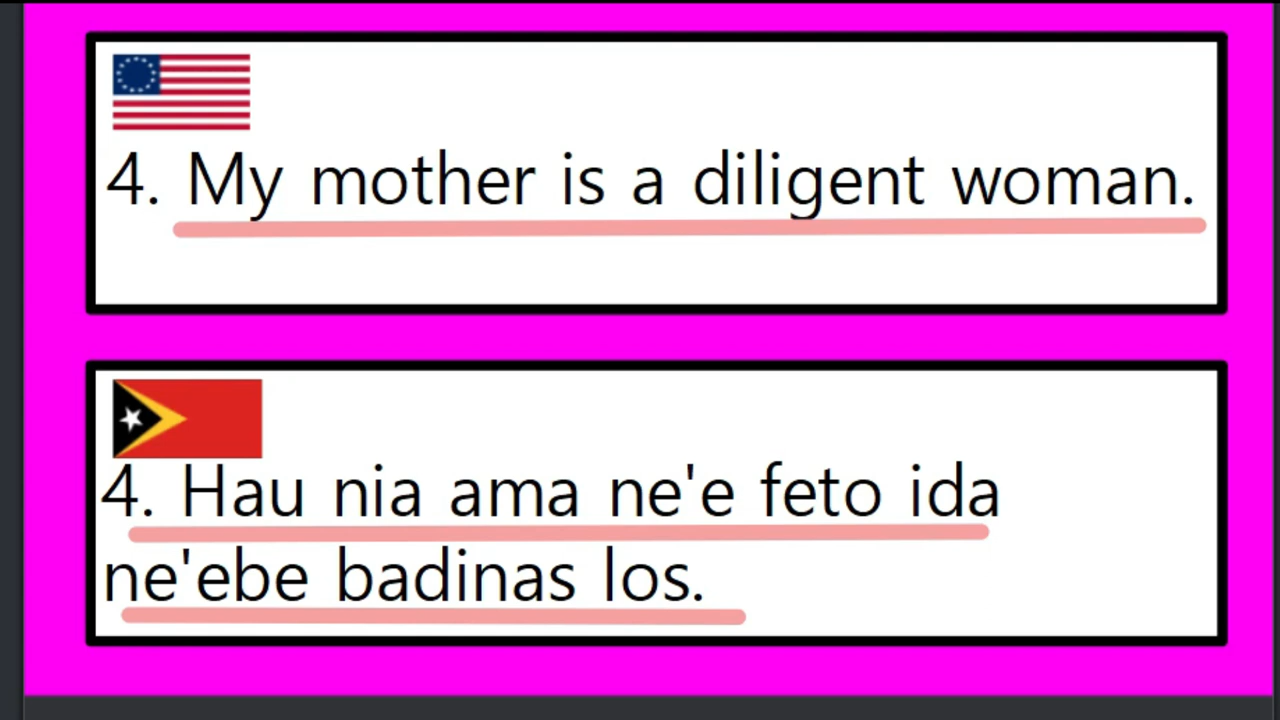 4. My mother is a diligent woman.
4. Hau nia ama ne'e feto ida
ne'ebe badinas los.